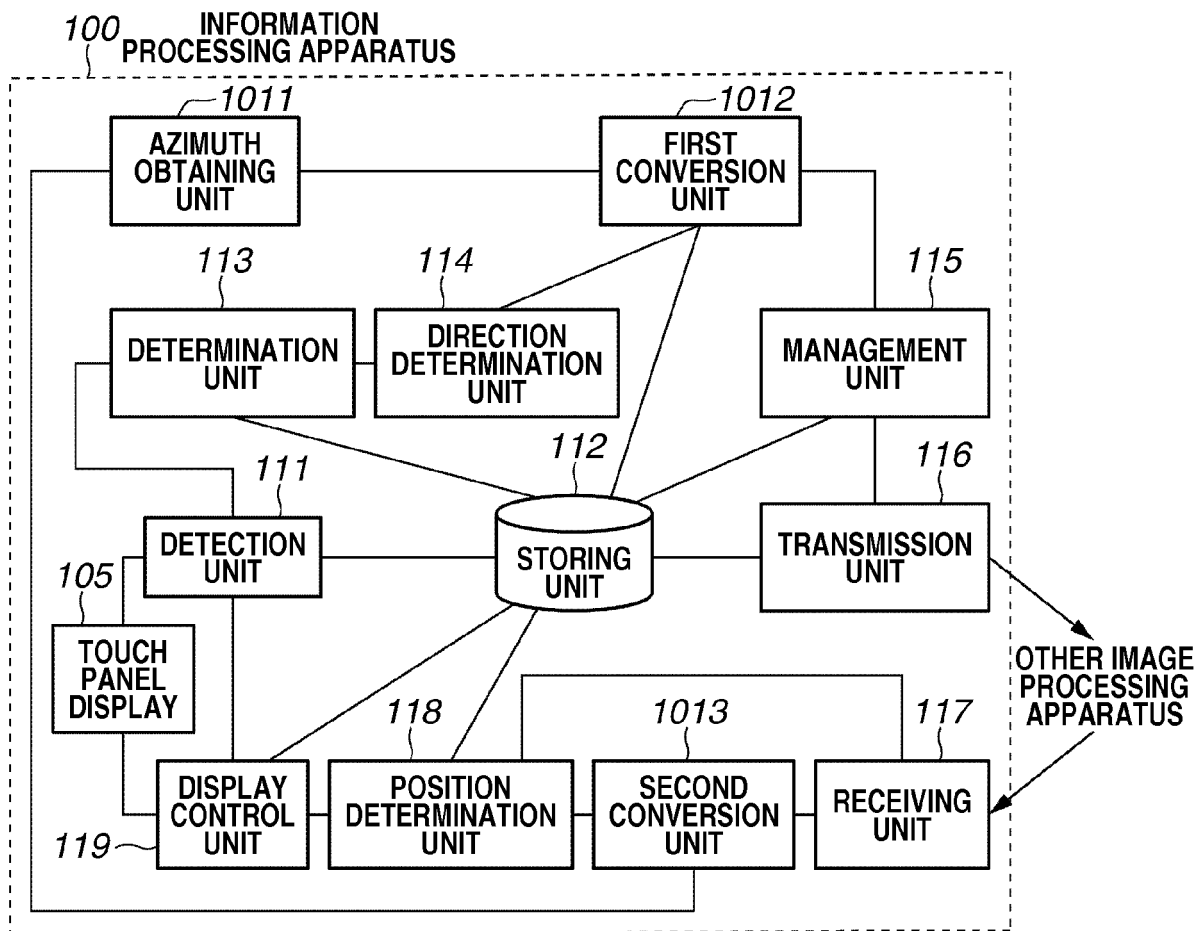 100
INFORMATION
PROCESSING APPARATUS
1011
AZIMUTH
OBTAINING
UNIT
1012
FIRST
CONVERSION
UNIT
113
DETERMINATION
UNIT
114
DIRECTION
DETERMINATION
UNIT
115
MANAGEMENT
UNIT
112
STORING
UNIT
111
DETECTION
UNIT
116
TRANSMISSION
UNIT
105
TOUCH
PANEL
DISPLAY
OTHER IMAGE
PROCESSING
APPARATUS
119
DISPLAY
CONTROL
UNIT
118
POSITION
DETERMINATION
UNIT
1013
SECOND
CONVERSION
UNIT
117
RECEIVING
UNIT